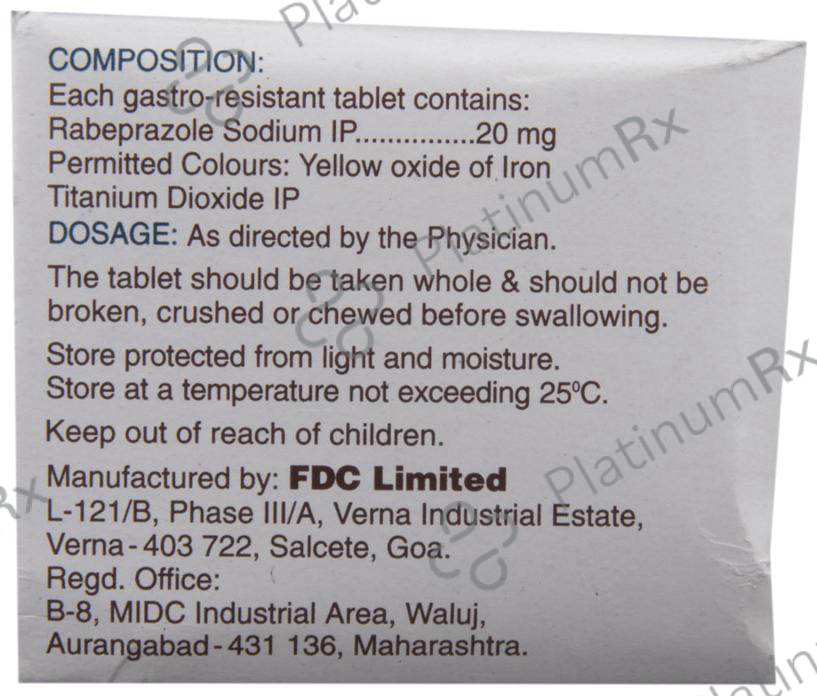 COMPOSITION:
Each gastro-resistant tablet contains:
Rabeprazole Sodium IP...............20 mg
Permitted Colours: Yellow oxide of Iron
Titanium Dioxide IP
DOSAGE: As directed by the Physician.
The tablet should be taken whole & should not be
broken, crushed or chewed before swallowing.
Store protected from light and moisture.
Store at a temperature not exceeding 25⁰C.
Keep out of reach of children.
Manufactured by: FDC Limited
L-121/B, Phase III/A, Verna Industrial Estate,
Verna - 403 722, Salcete, Goa.
Regd. Office:
B-8, MIDC Industrial Area, Waluj,
Aurangabad - 431 136, Maharashtra.
PlatinumRx
PlatinumRx